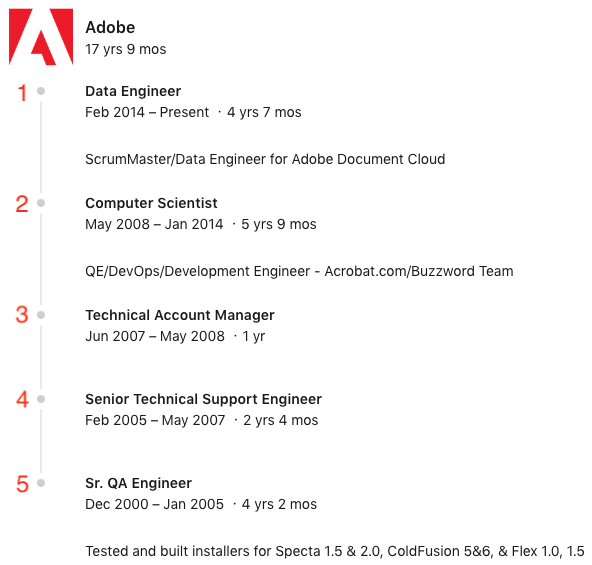 Adobe
17 yrs 9 mos
1 Data Engineer
Feb 2014 – Present · 4 yrs 7 mos
ScrumMaster/Data Engineer for Adobe Document Cloud
2 Computer Scientist
May 2008 – Jan 2014 · 5 yrs 9 mos
QE/DevOps/Development Engineer - Acrobat.com/Buzzword Team
3 Technical Account Manager
Jun 2007 – May 2008 · 1 yr
4 Senior Technical Support Engineer
Feb 2005 – May 2007 · 2 yrs 4 mos
5 Sr. QA Engineer
Dec 2000 – Jan 2005 · 4 yrs 2 mos
Tested and built installers for Specta 1.5 & 2.0, ColdFusion 5&6, & Flex 1.0, 1.5